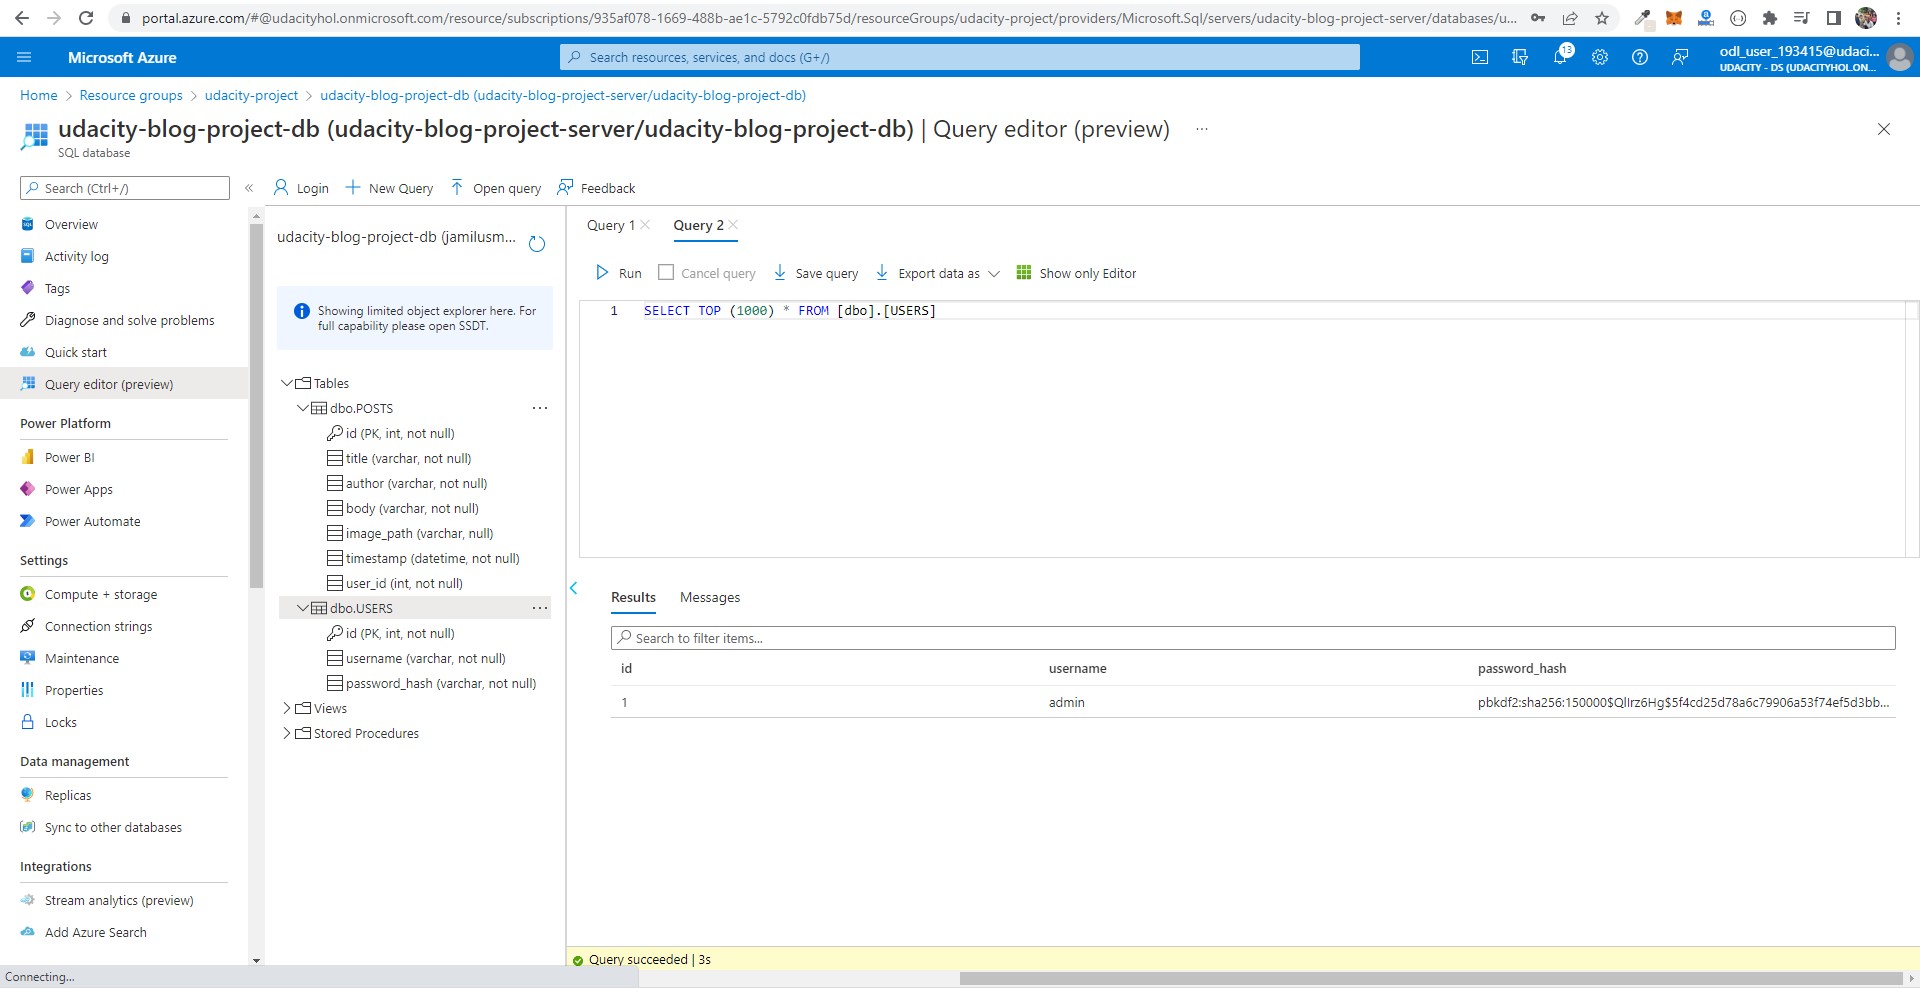 portal.azure.com/#@udacityhol.onmicrosoft.com/resource/subscriptions/935af078-1669-488b-ae1c-5792c0fdb75d/resourceGroups/udacity-project/providers/Microsoft.Sql/servers/udacity-blog-project-server/databases/u...
Microsoft Azure
Search resources, services, and docs (G+/)
13
odl_user_193415@udaci...
UDACITY - DS (UDACITYHOL.ON...
Home > Resource groups > udacity-project > udacity-blog-project-db (udacity-blog-project-server/udacity-blog-project-db)
udacity-blog-project-db (udacity-blog-project-server/udacity-blog-project-db) | Query editor (preview) ...
SQL database
Search (Ctrl+/)
Login
New Query
Open query
Feedback
Overview
Activity log
Tags
Diagnose and solve problems
Quick start
Query editor (preview)
Power Platform
Power BI
Power Apps
Power Automate
Settings
Compute + storage
Connection strings
Maintenance
Properties
Locks
Data management
Replicas
Sync to other databases
Integrations
Stream analytics (preview)
Add Azure Search
udacity-blog-project-db (jamilusm...
Showing limited object explorer here. For
full capability please open SSDT.
Tables
dbo.POSTS
id (PK, int, not null)
title (varchar, not null)
author (varchar, not null)
body (varchar, not null)
image_path (varchar, null)
timestamp (datetime, not null)
user_id (int, not null)
dbo.USERS
id (PK, int, not null)
username (varchar, not null)
password_hash (varchar, not null)
Views
Stored Procedures
Query 1
Query 2
Run
Cancel query
Save query
Export data as
Show only Editor
1 SELECT TOP (1000) * FROM [dbo].[USERS]
Results
Messages
Search to filter items...
id username password_hash
1 admin pbkdf2:sha256:150000$QlIrz6Hg$5f4cd25d78a6c79906a53f74ef5d3bb...
Query succeeded | 3s
Connecting...